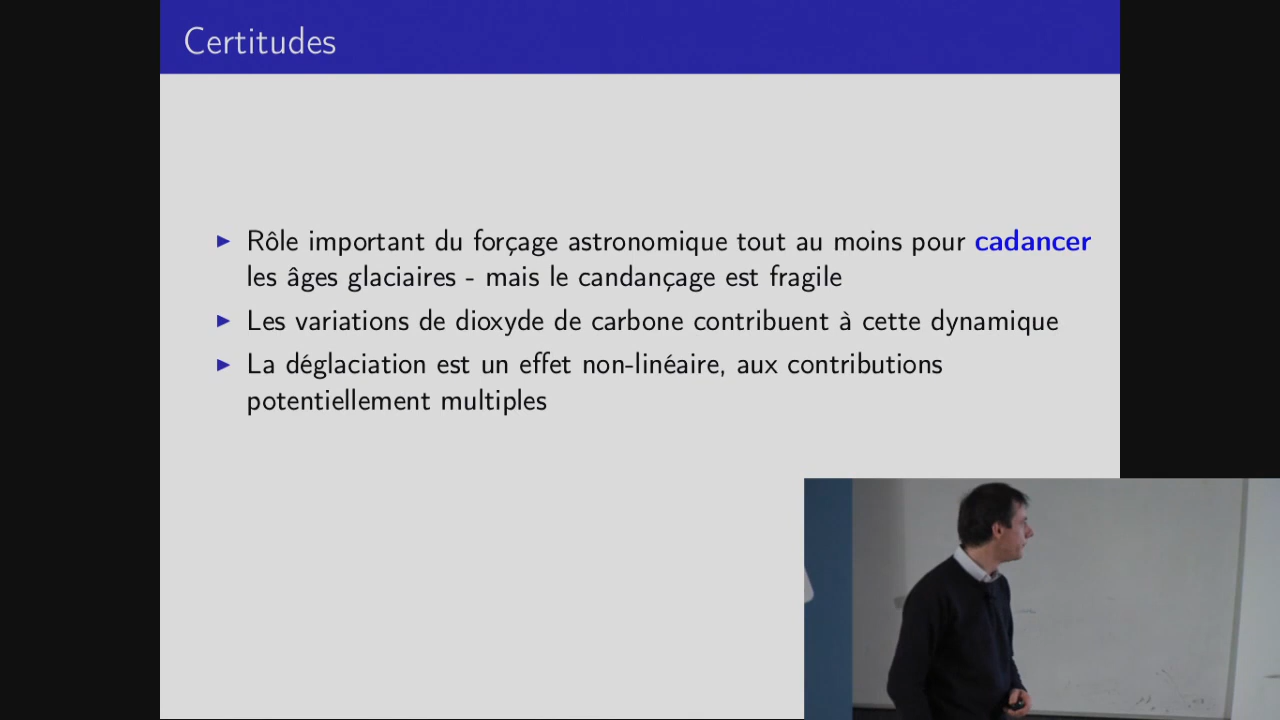 Certitudes
Rôle important du forçage astronomique tout au moins pour cadancer
les âges glaciaires - mais le candançage est fragile
Les variations de dioxyde de carbone contribuent à cette dynamique
La déglaciation est un effet non-linéaire, aux contributions
potentiellement multiples